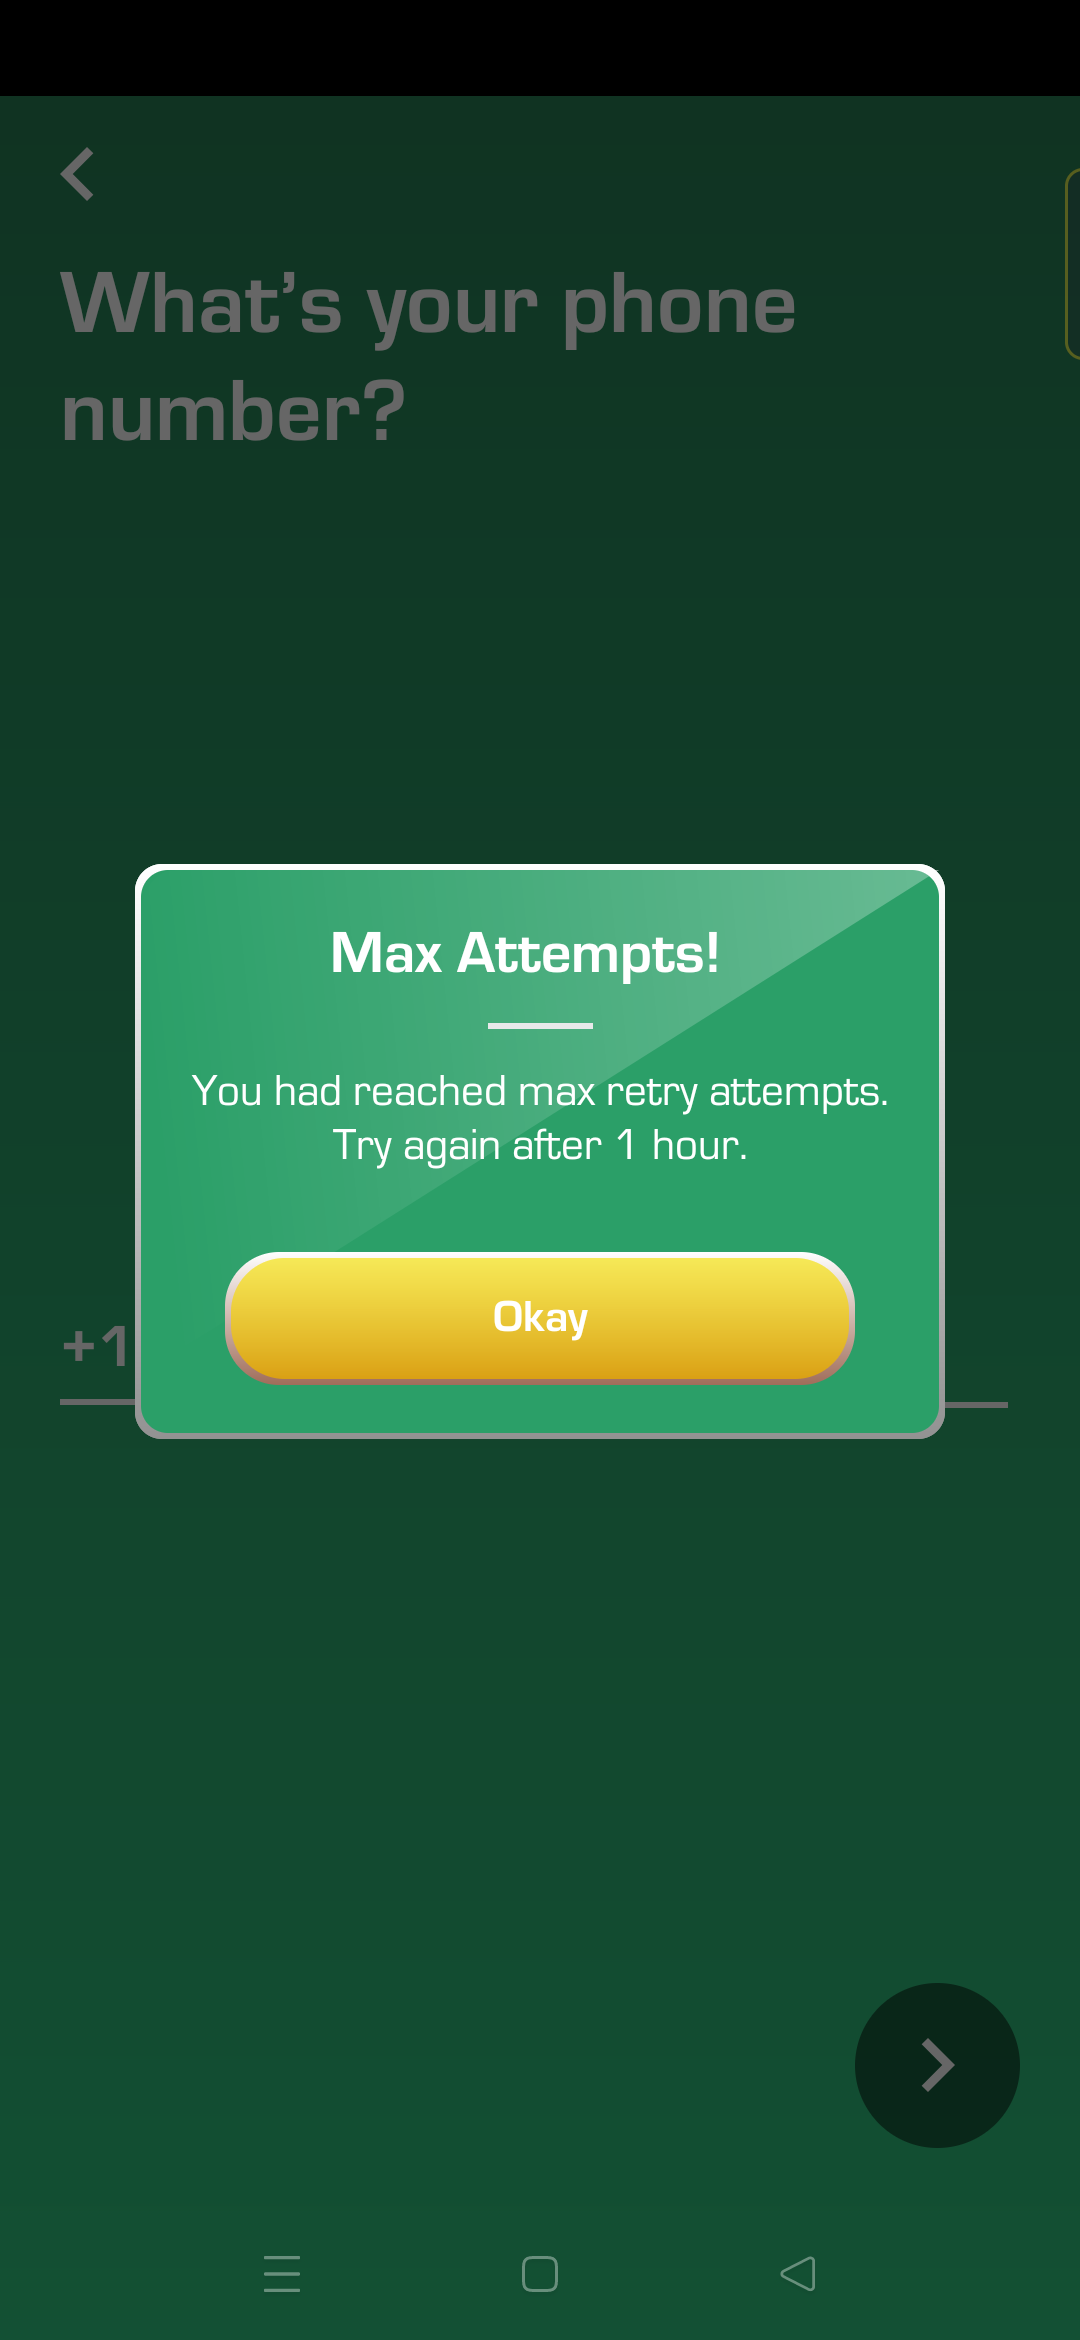 What’s your phone
number?
Max Attempts!
You had reached max retry attempts.
Try again after 1 hour.
Okay
+1